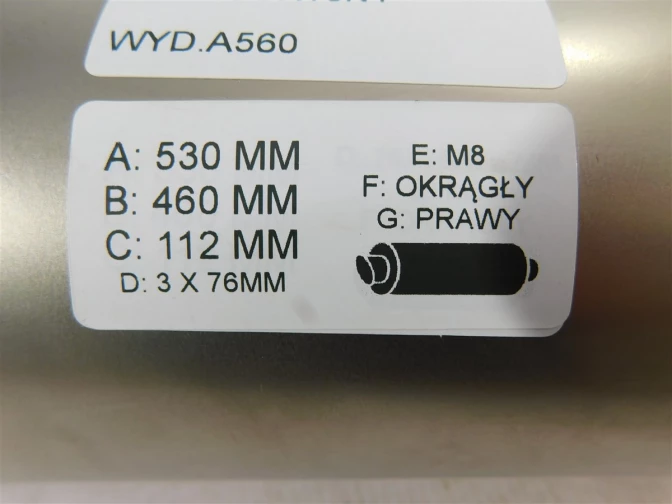 WYD.A560
A: 530 MM
B: 460 MM
C: 112 MM
D: 3 X 76MM
E: M8
F: OKRĄGŁY
G: PRAWY